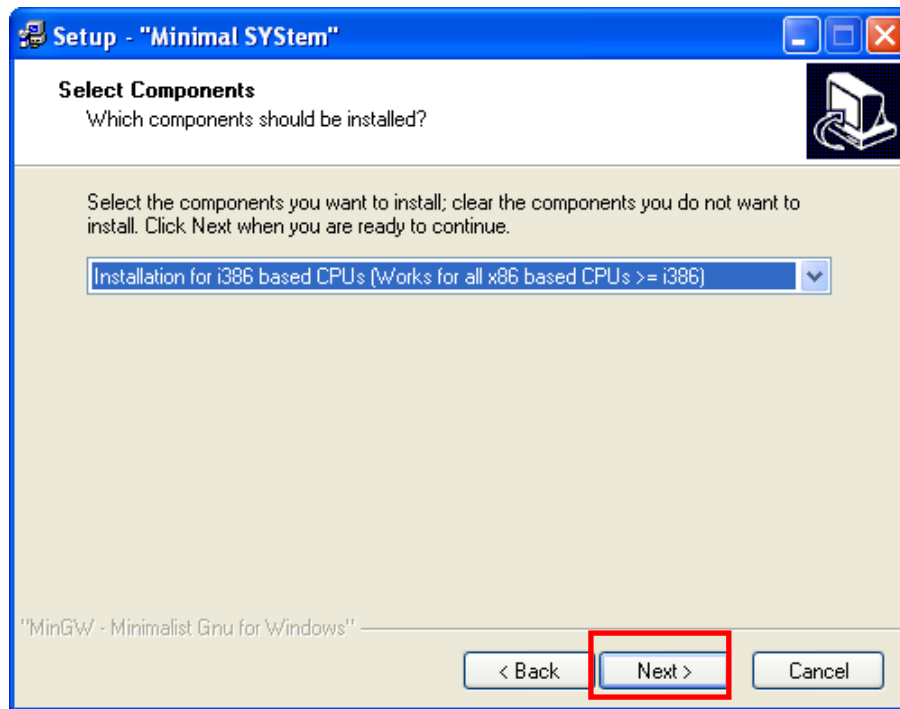 Setup - "Minimal SYStem"
Select Components
Which components should be installed?
Select the components you want to install; clear the components you do not want to
install. Click Next when you are ready to continue.
Installation for i386 based CPUs (Works for all x86 based CPUs >= i386)
"MinGW - Minimalist Gnu for Windows"
< Back Next > Cancel